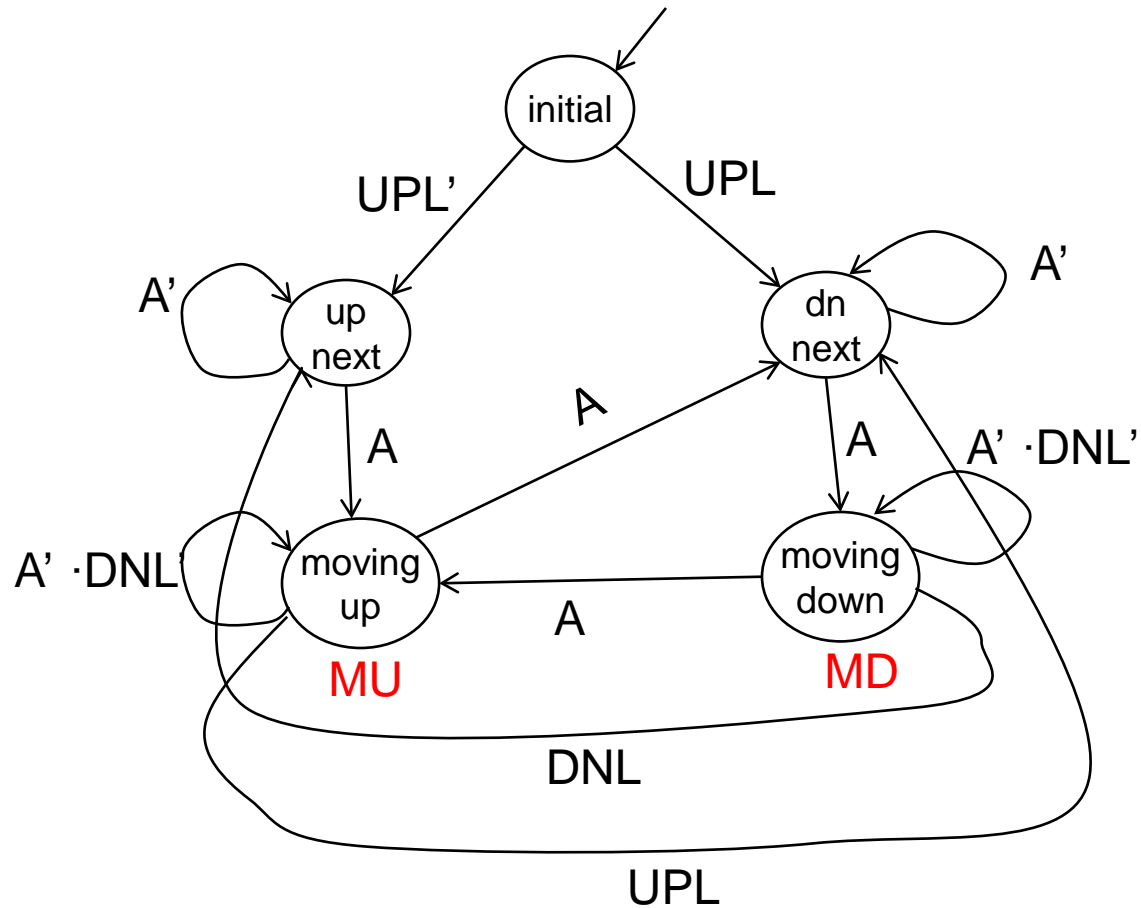 initial
UPL’
UPL
A’
up
next
dn
next
A’
A
A
A
A’ ·DNL’
A’ ·DNL’
moving
up
A
moving
down
MU
MD
DNL
UPL